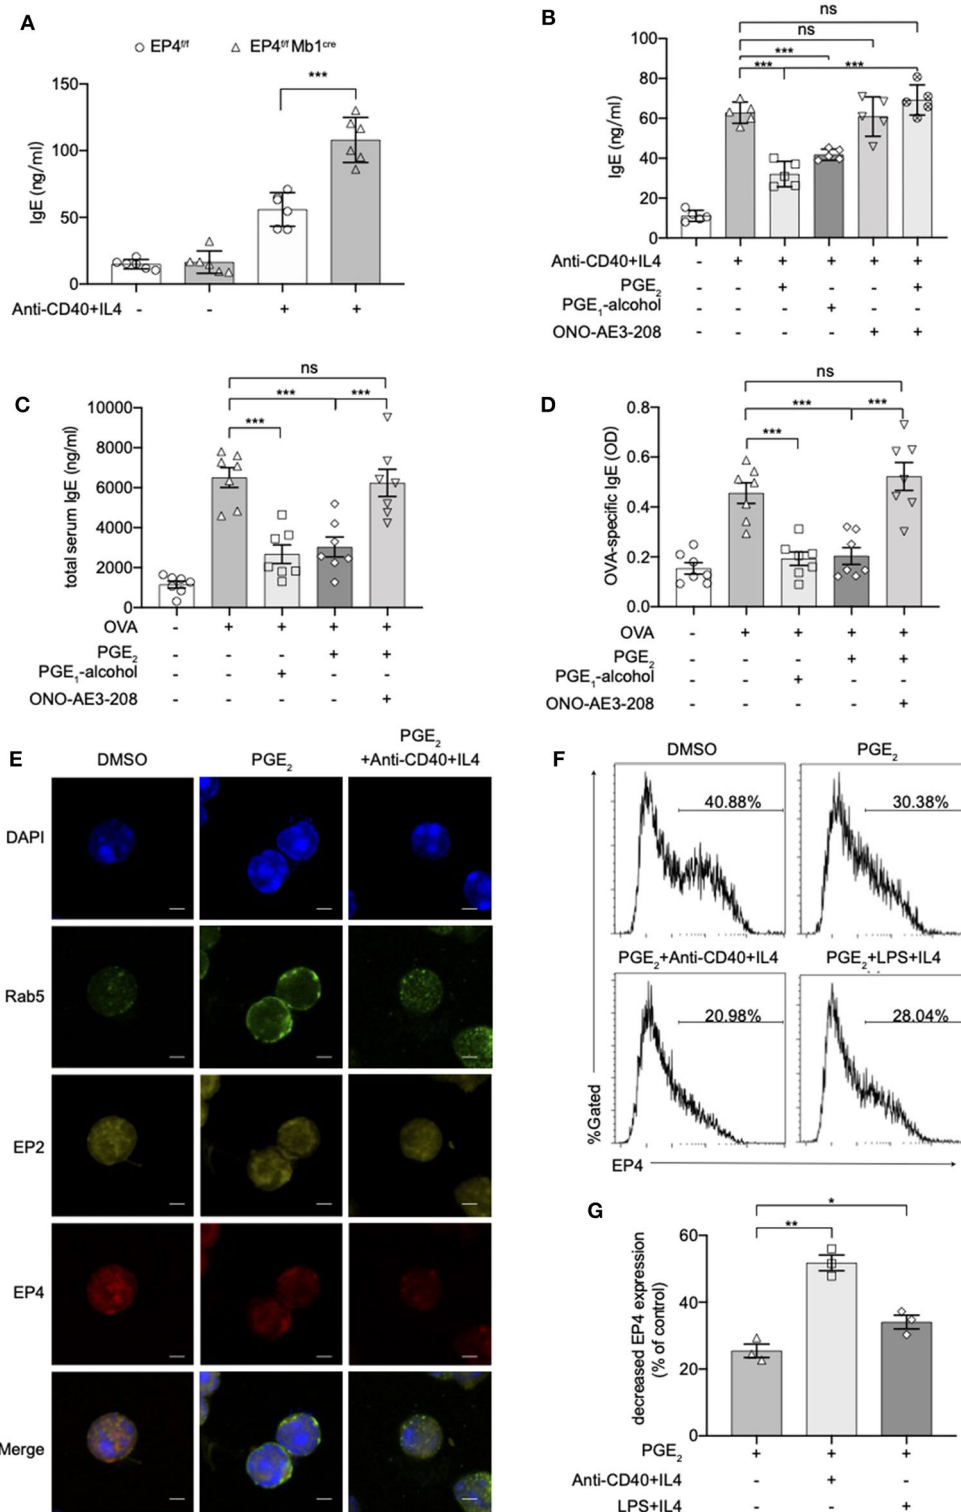 A
EP4f/f
EP4f/f Mb1cre
***
150
100
50
0
IgE (ng/ml)
Anti-CD40+IL4 - - + +
B
ns
ns
***
*** ***
100
80
60
40
20
0
IgE (ng/ml)
Anti-CD40+IL4 - + + + + +
PGE2 - - + - - +
PGE1-alcohol - - - + - -
ONO-AE3-208 - - - - + +
C
ns
*** ***
***
10000
8000
6000
4000
2000
0
total serum IgE (ng/ml)
OVA - + + + +
PGE2 - - - + +
PGE1-alcohol - - + - -
ONO-AE3-208 - - - - +
D
ns
*** ***
***
0.8
0.6
0.4
0.2
0.0
OVA-specific IgE (OD)
OVA - + + + +
PGE2 - - - + +
PGE1-alcohol - - + - -
ONO-AE3-208 - - - - +
E
DMSO
PGE2
PGE2
+Anti-CD40+IL4
DAPI
Rab5
EP2
EP4
Merge
F
DMSO
PGE2
40.88%
30.38%
PGE2+Anti-CD40+IL4
PGE2+LPS+IL4
20.98%
28.04%
%Gated
EP4
G
*
**
60
40
20
0
decreased EP4 expression
(% of control)
PGE2 + + +
Anti-CD40+IL4 - + -
LPS+IL4 - - +